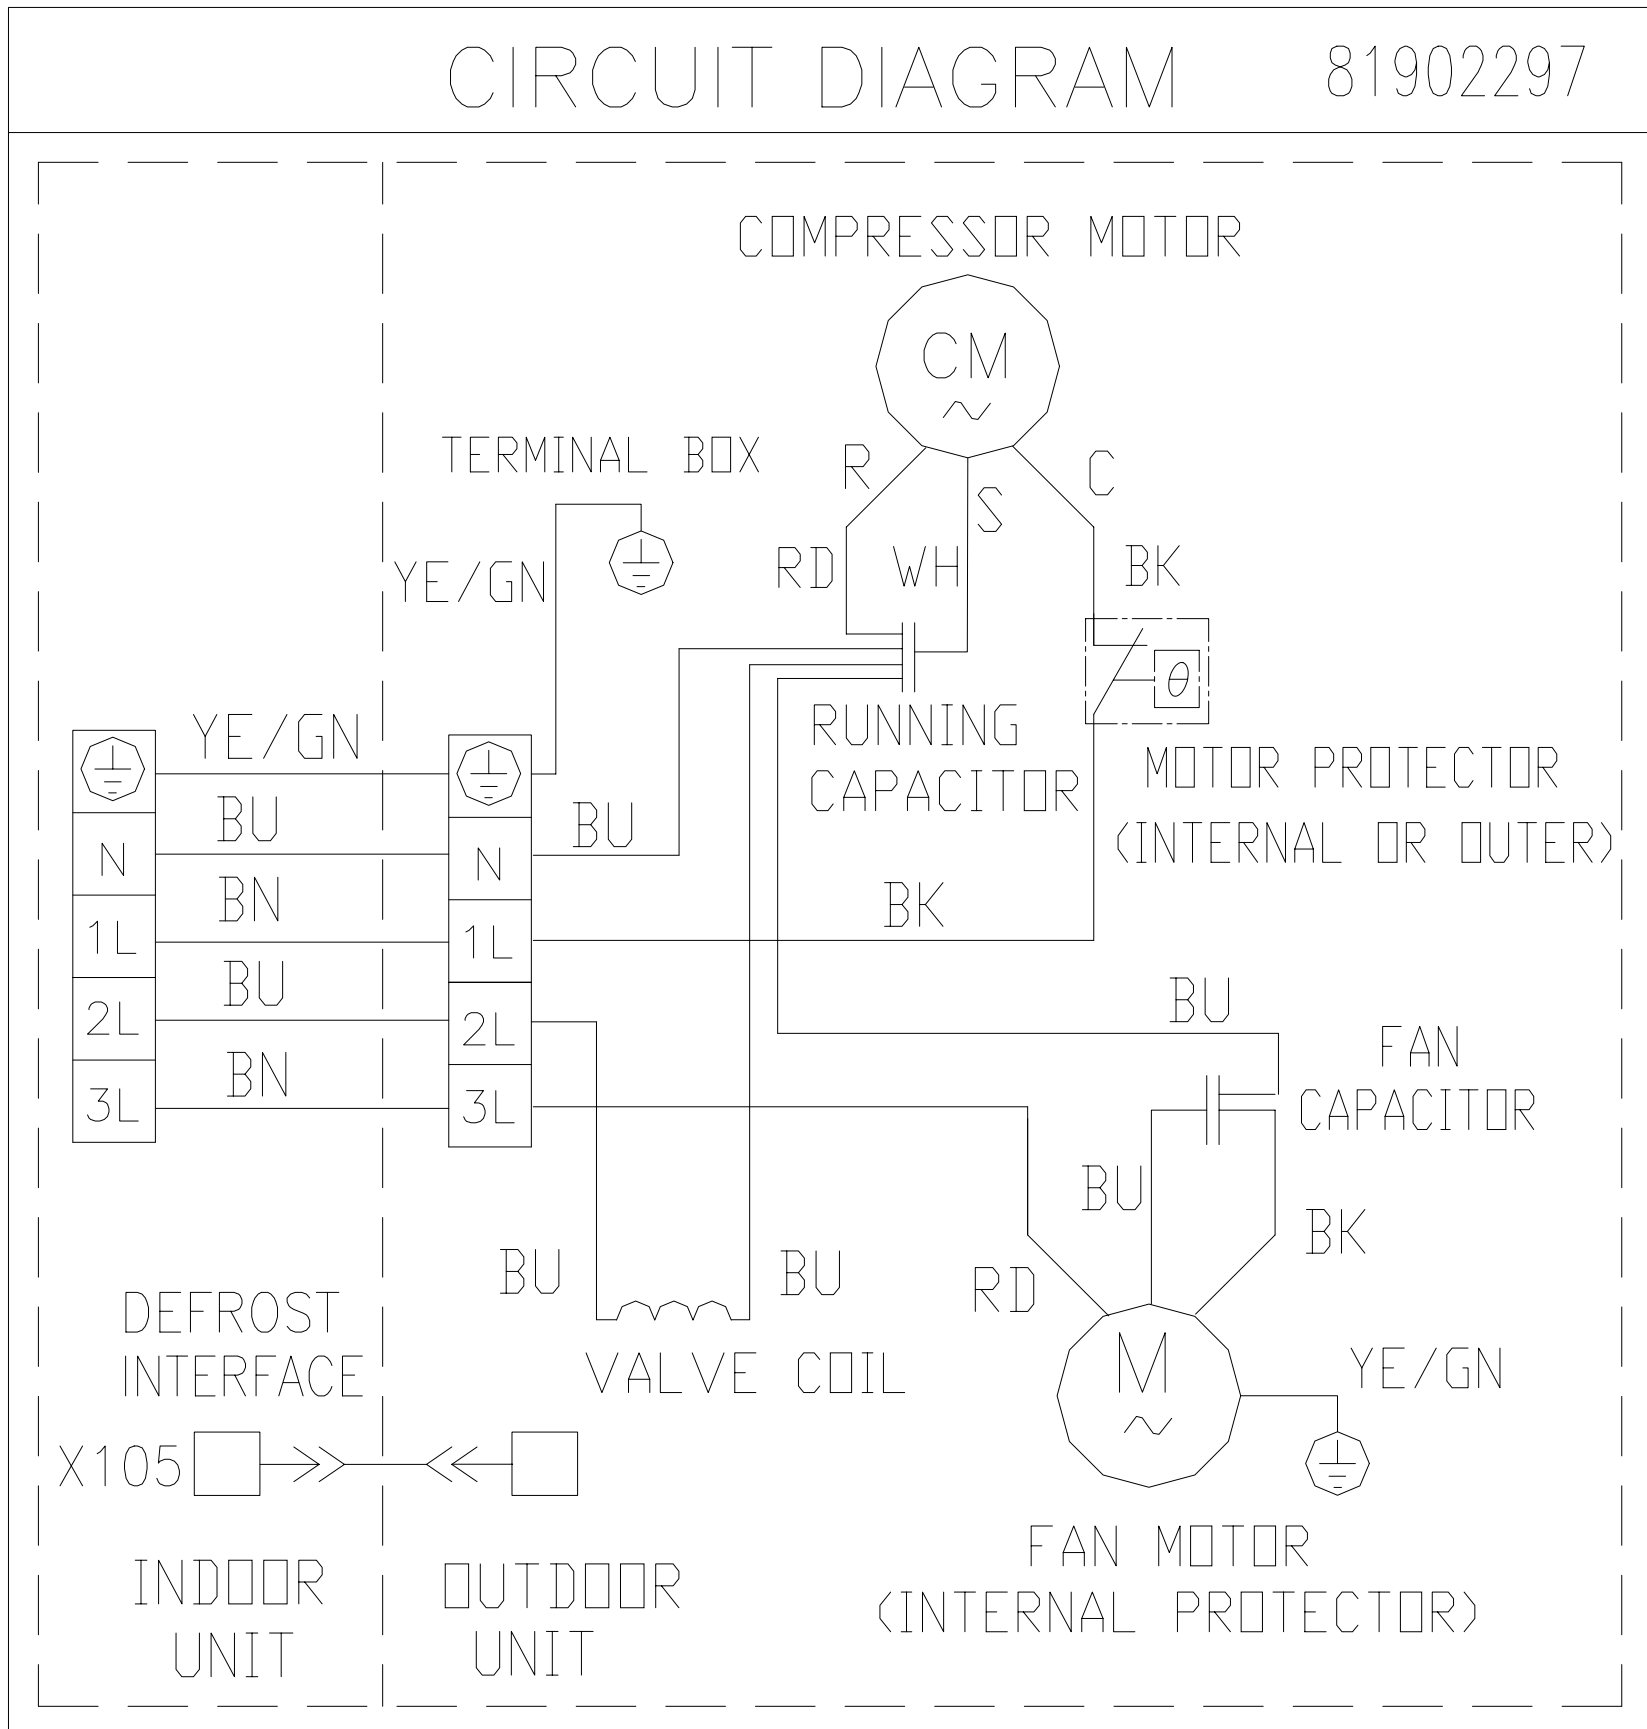 CIRCUIT DIAGRAM 81902297
COMPRESSOR MOTOR
CM
~
TERMINAL BOX
R
S
C
YE/GN
RD
WH
BK
θ
RUNNING
CAPACITOR
MOTOR PROTECTOR
(INTERNAL OR OUTER)
YE/GN
BU
BN
BU
BN
N
1L
2L
3L
N
1L
2L
3L
BU
BK
BU
FAN
CAPACITOR
BU
BK
RD
BU
BU
VALVE COIL
M
~
YE/GN
DEFROST
INTERFACE
X105
FAN MOTOR
(INTERNAL PROTECTOR)
INDOOR
UNIT
OUTDOOR
UNIT